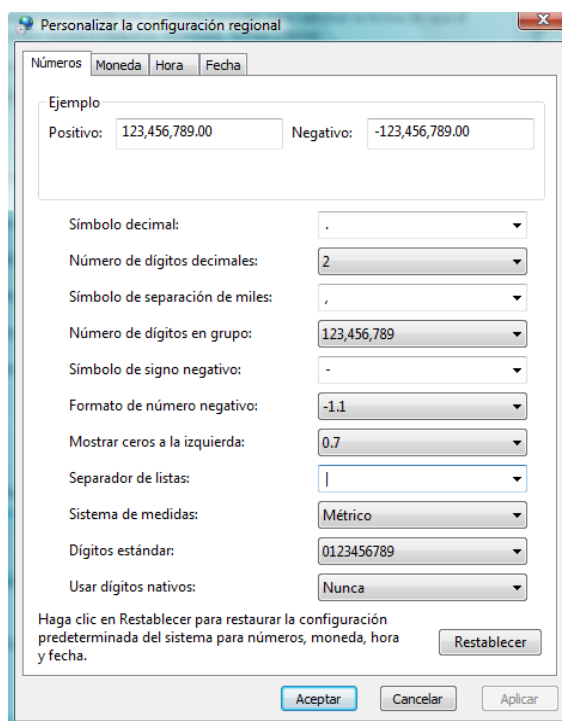 Personalizar la configuración regional
Números Moneda Hora Fecha
Ejemplo
Positivo: 123,456,789.00 Negativo: -123,456,789.00
Símbolo decimal: .
Número de dígitos decimales: 2
Símbolo de separación de miles: ,
Número de dígitos en grupo: 123,456,789
Símbolo de signo negativo: -
Formato de número negativo: -1.1
Mostrar ceros a la izquierda: 0.7
Separador de listas: |
Sistema de medidas: Métrico
Dígitos estándar: 0123456789
Usar dígitos nativos: Nunca
Haga clic en Restablecer para restaurar la configuración
predeterminada del sistema para números, moneda, hora
y fecha.
Restablecer
Aceptar Cancelar Aplicar